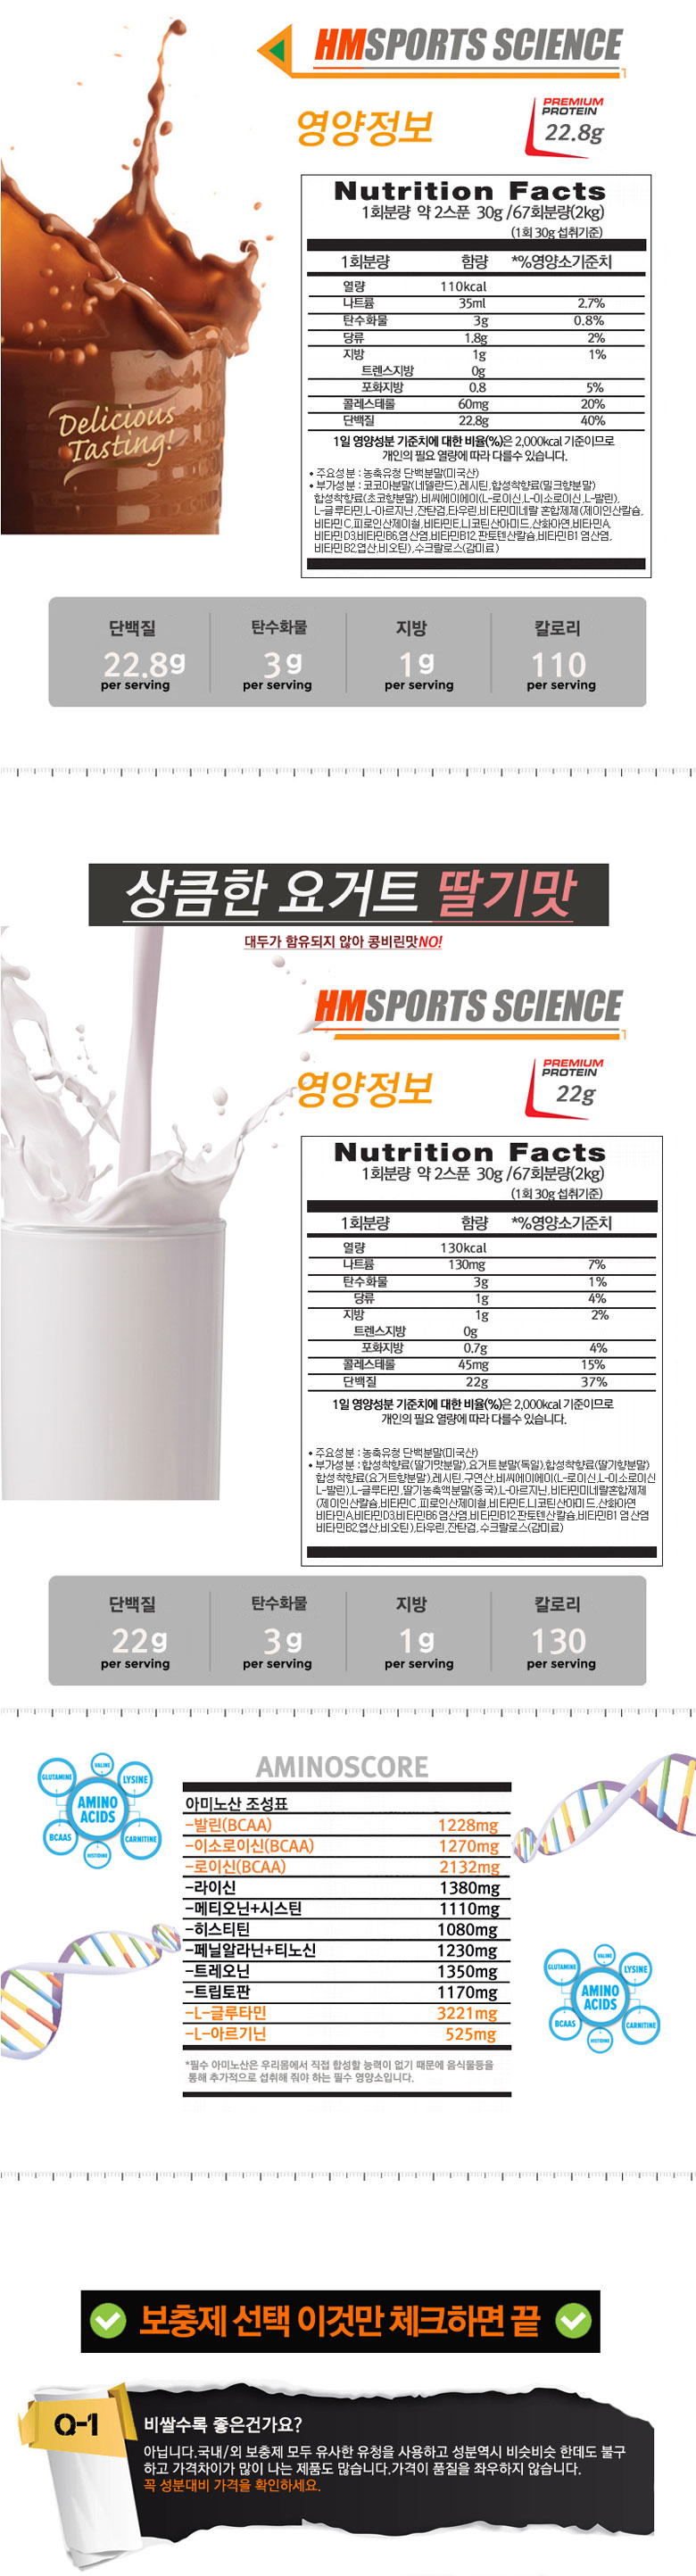 HMSPORTS SCIENCE
영양정보
PREMIUM
PROTEIN
22.8g
Nutrition Facts
1회분량 약 2스푼 30g /67회분량(2kg)
(1회 30g 섭취기준)
1회분량 함량 *%영양소기준치
열량 110kcal
나트륨 35ml 2.7%
탄수화물 3g 0.8%
당류 1.8g 2%
지방 1g 1%
트렌스지방 0g
포화지방 0.8 5%
콜레스테롤 60mg 20%
단백질 22.8g 40%
1일 영양성분 기준치에 대한 비율(%)은 2,000kcal 기준이므로
개인의 필요 열량에 따라 다를수 있습니다.
• 주요성분 : 농축유청 단백분말(미국산)
• 부가성분 : 코코아분말(네델란드),레시틴,합성착향료(밀크향분말)
합성착향료(초코향분말),비씨에이에이(L-로이신,L-이소로이신,L-발린),
L-글루타민,L-아르지닌,잔탄검,타우린,비타민미네랄 혼합제제(제이인산칼슘,
비타민C,피로인산제이철,비타민E,니코틴산아미드,산화아연,비타민A,
비타민D3,비타민B6,염산염,비타민B12,판토텐산칼슘,비타민B1 염산염,
비타민B2,엽산,비오틴),수크랄로스(감미료)
Delicious
Tasting!
단백질 탄수화물 지방 칼로리
22.8g 3g 1g 110
per serving per serving per serving per serving
상큼한 요거트 딸기맛
대두가 함유되지 않아 콩비린맛NO!
HMSPORTS SCIENCE
영양정보
PREMIUM
PROTEIN
22g
Nutrition Facts
1회분량 약 2스푼 30g /67회분량(2kg)
(1회 30g 섭취기준)
1회분량 함량 *%영양소기준치
열량 130kcal
나트륨 130mg 7%
탄수화물 3g 1%
당류 1g 4%
지방 1g 2%
트렌스지방 0g
포화지방 0.7g 4%
콜레스테롤 45mg 15%
단백질 22g 37%
1일 영양성분 기준치에 대한 비율(%)은 2,000kcal 기준이므로
개인의 필요 열량에 따라 다를수 있습니다.
• 주요성분 : 농축유청 단백분말(미국산)
• 부가성분 : 합성착향료(딸기맛분말),요거트분말(독일),합성착향료(딸기향분말)
합성착향료(요거트향분말),레시틴,구연산,비씨에이에이(L-로이신,L-이소로이신
L-발린),L-글루타민,딸기농축액분말(중국),L-아르지닌,비타민미네랄혼합제제
(제이인산칼슘,비타민C,피로인산제이철,비타민E,니코틴산아미드,산화아연
비타민A,비타민D3,비타민B6 염산염,비타민B12,판토텐산칼슘,비타민B1 염산염
비타민B2,엽산,비오틴),타우린,잔탄검,수크랄로스(감미료)
단백질 탄수화물 지방 칼로리
22g 3g 1g 130
per serving per serving per serving per serving
AMINOSCORE
아미노산 조성표
-발린(BCAA) 1228mg
-이소로이신(BCAA) 1270mg
-로이신(BCAA) 2132mg
-라이신 1380mg
-메티오닌+시스틴 1110mg
-히스티틴 1080mg
-페닐알라닌+티노신 1230mg
-트레오닌 1350mg
-트립토판 1170mg
-L-글루타민 3221mg
-L-아르기닌 525mg
*필수 아미노산은 우리몸에서 직접 합성할 능력이 없기 때문에 음식물등을
통해 추가적으로 섭취해 줘야 하는 필수 영양소입니다.
VALINE
GLUTAMINE
LYSINE
AMINO
ACIDS
BCAAS
CARNITINE
HISTIDINE
VALINE
GLUTAMINE
LYSINE
AMINO
ACIDS
BCAAS
CARNITINE
HISTIDINE
보충제 선택 이것만 체크하면 끝
Q-1
비쌀수록 좋은건가요?
아닙니다.국내/외 보충제 모두 유사한 유청을 사용하고 성분역시 비슷비슷 한데도 불구
하고 가격차이가 많이 나는 제품도 많습니다.가격이 품질을 좌우하지 않습니다.
꼭 성분대비 가격을 확인하세요.